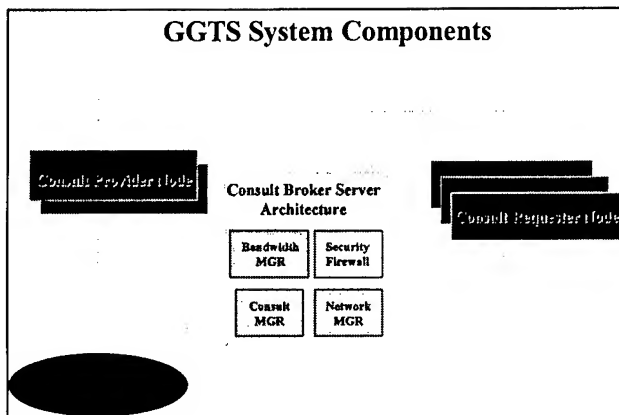 GGTS System Components
Consult Provider Node
Consult Broker Server
Architecture
Consult Requester Node
Bandwidth
MGR
Security
Firewall
Consult
MGR
Network
MGR